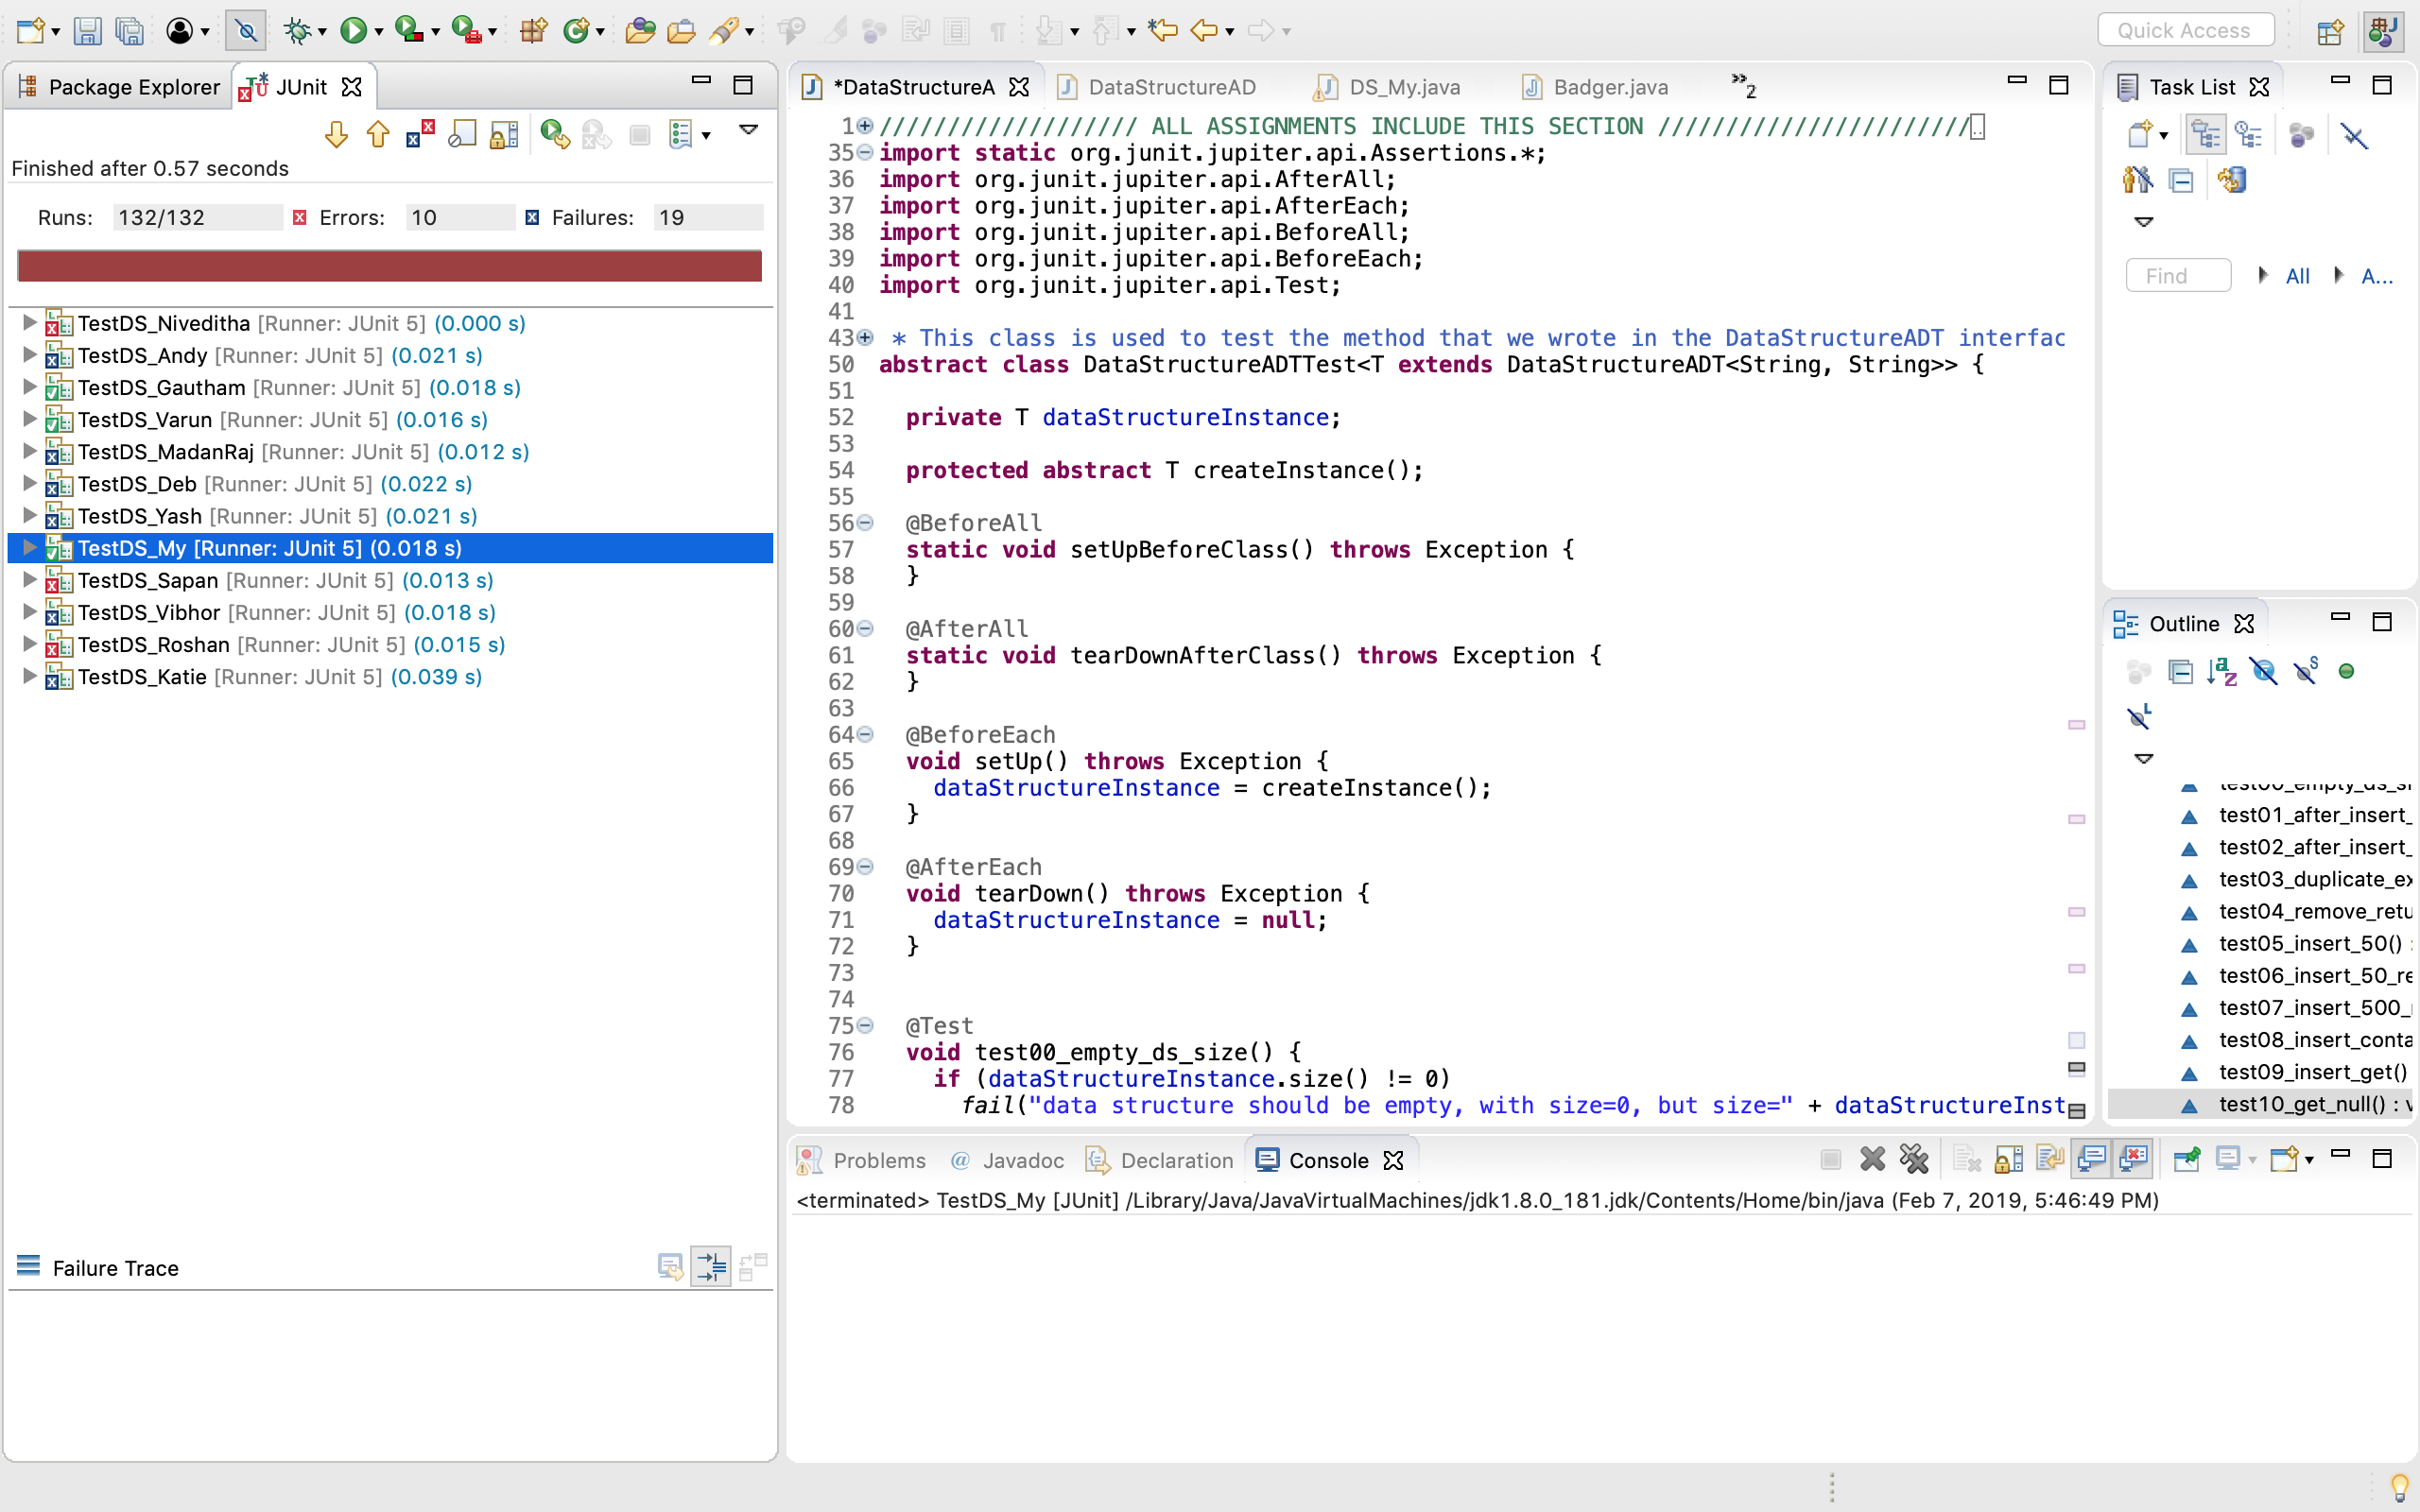 Quick Access
Package Explorer
JUnit
Finished after 0.57 seconds
Runs: 132/132 Errors: 10 Failures: 19
TestDS_Niveditha [Runner: JUnit 5] (0.000 s)
TestDS_Andy [Runner: JUnit 5] (0.021 s)
TestDS_Gautham [Runner: JUnit 5] (0.018 s)
TestDS_Varun [Runner: JUnit 5] (0.016 s)
TestDS_MadanRaj [Runner: JUnit 5] (0.012 s)
TestDS_Deb [Runner: JUnit 5] (0.022 s)
TestDS_Yash [Runner: JUnit 5] (0.021 s)
TestDS_My [Runner: JUnit 5] (0.018 s)
TestDS_Sapan [Runner: JUnit 5] (0.013 s)
TestDS_Vibhor [Runner: JUnit 5] (0.018 s)
TestDS_Roshan [Runner: JUnit 5] (0.015 s)
TestDS_Katie [Runner: JUnit 5] (0.039 s)
Failure Trace
*DataStructureA DataStructureAD DS_My.java Badger.java »2
1 /////////////////// ALL ASSIGNMENTS INCLUDE THIS SECTION ///////////////////////
35 import static org.junit.jupiter.api.Assertions.*;
36 import org.junit.jupiter.api.AfterAll;
37 import org.junit.jupiter.api.AfterEach;
38 import org.junit.jupiter.api.BeforeAll;
39 import org.junit.jupiter.api.BeforeEach;
40 import org.junit.jupiter.api.Test;
41
43 * This class is used to test the method that we wrote in the DataStructureADT interfac
50 abstract class DataStructureADTTest<T extends DataStructureADT<String, String>> {
51
52 private T dataStructureInstance;
53
54 protected abstract T createInstance();
55
56 @BeforeAll
57 static void setUpBeforeClass() throws Exception {
58 }
59
60 @AfterAll
61 static void tearDownAfterClass() throws Exception {
62 }
63
64 @BeforeEach
65 void setUp() throws Exception {
66 dataStructureInstance = createInstance();
67 }
68
69 @AfterEach
70 void tearDown() throws Exception {
71 dataStructureInstance = null;
72 }
73
74
75 @Test
76 void test00_empty_ds_size() {
77 if (dataStructureInstance.size() != 0)
78 fail("data structure should be empty, with size=0, but size=" + dataStructureInst
Problems Javadoc Declaration Console
<terminated> TestDS_My [JUnit] /Library/Java/JavaVirtualMachines/jdk1.8.0_181.jdk/Contents/Home/bin/java (Feb 7, 2019, 5:46:49 PM)
Task List
Find All A...
Outline
test01_after_insert_
test02_after_insert_
test03_duplicate_ex
test04_remove_retu
test05_insert_50() :
test06_insert_50_re
test07_insert_500_
test08_insert_conta
test09_insert_get()
test10_get_null() : v